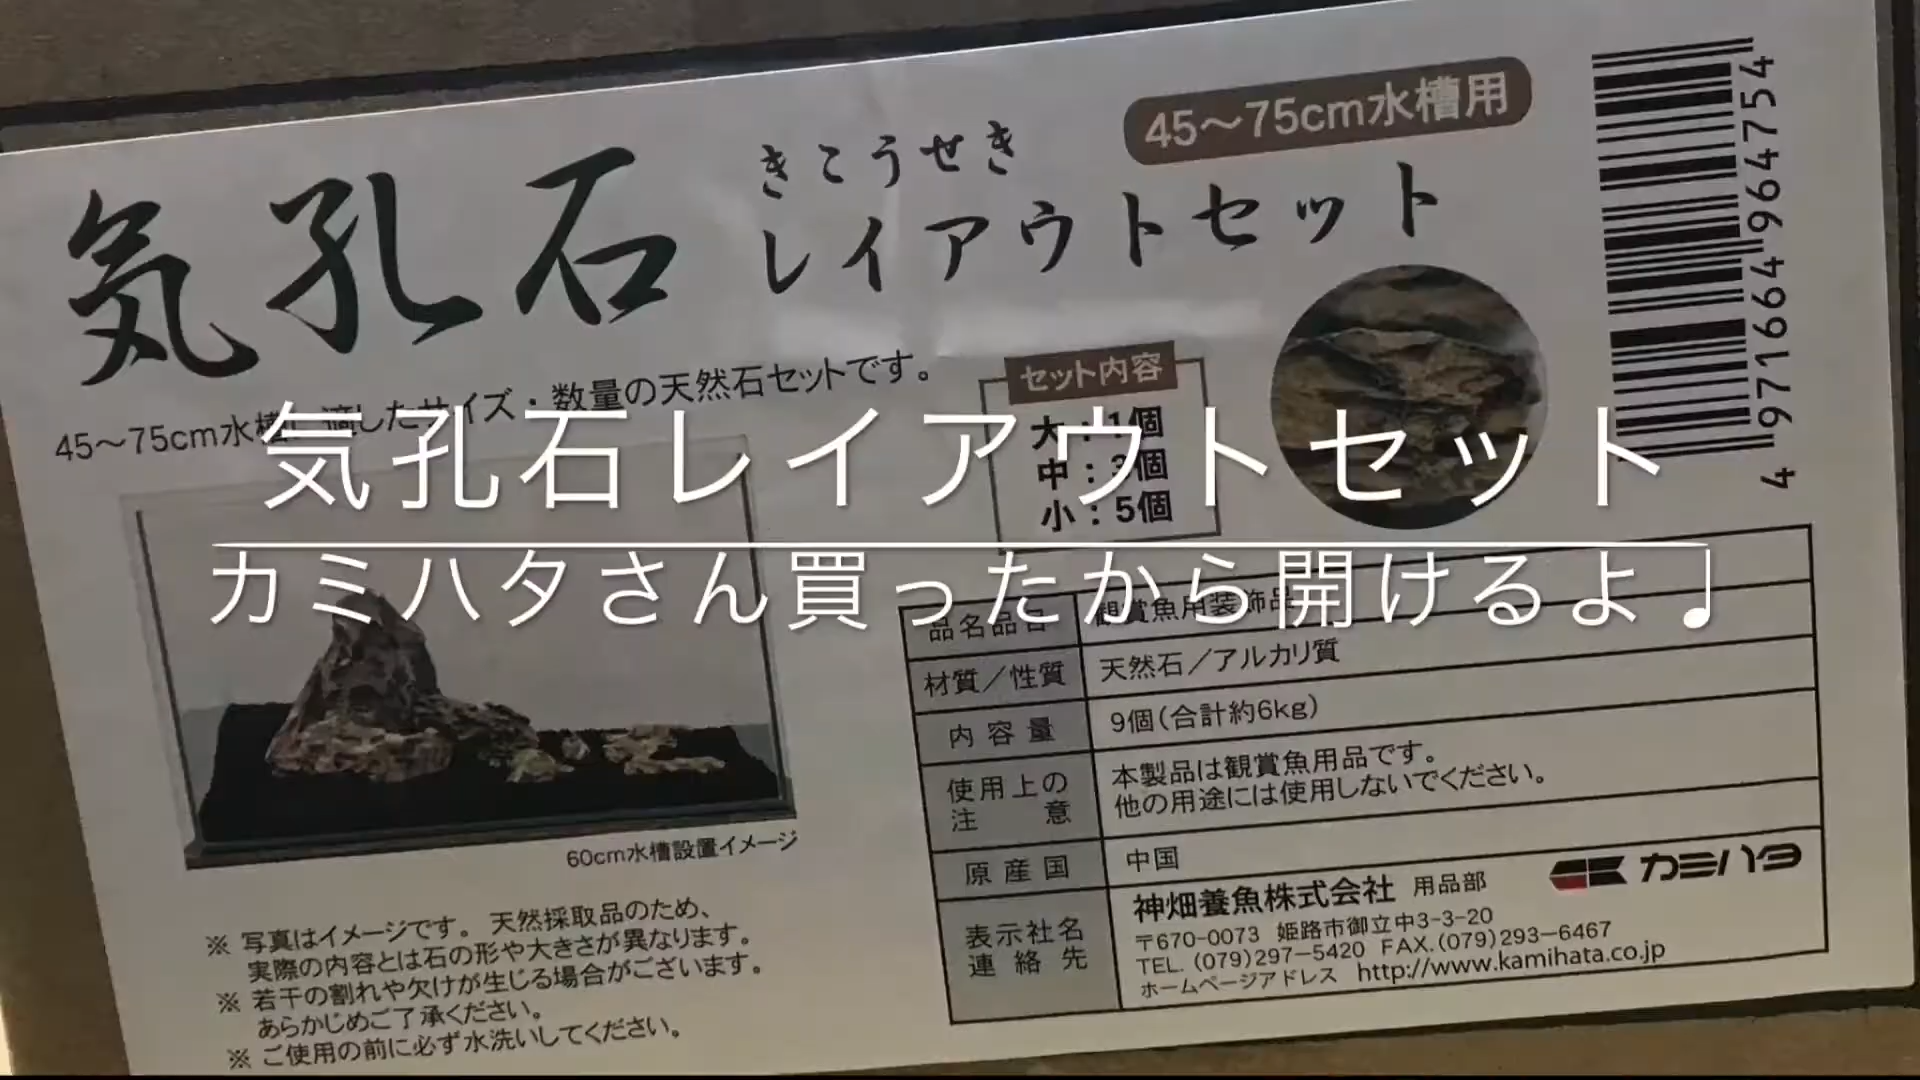 45～75cm水槽用
きこうせき
気孔石
レイアウトセット
45～75cm水槽に適したサイズ・数量の天然石セットです。
セット内容
大：1個
中：3個
小：5個
4971664964754
気孔石レイアウトセット
カミハタさん買ったから開けるよ♩
品名品名 観賞魚用装飾品
材質／性質 天然石／アルカリ質
内容量 9個（合計約6kg）
使用上の注意 本製品は観賞魚用品です。
他の用途には使用しないでください。
原産国 中国
表示社名
連絡先
神畑養魚株式会社 用品部
カミハタ
〒670-0073 姫路市御立中3-3-20
TEL.(079)297-5420 FAX.(079)293-6467
ホームページアドレス http://www.kamihata.co.jp
60cm水槽設置イメージ
※ 写真はイメージです。天然採取品のため、
実際の内容とは石の形や大きさが異なります。
※ 若干の割れや欠けが生じる場合がございます。
あらかじめご了承ください。
※ ご使用の前に必ず水洗いしてください。